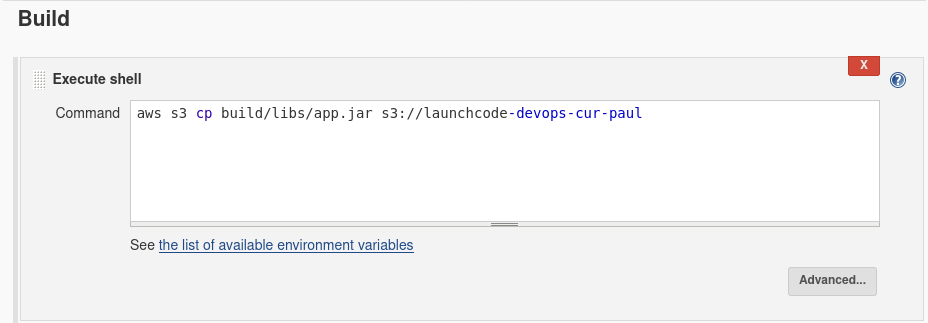 Build
X
Execute shell
?
Command
aws s3 cp build/libs/app.jar s3://launchcode-devops-cur-paul
See the list of available environment variables
Advanced...